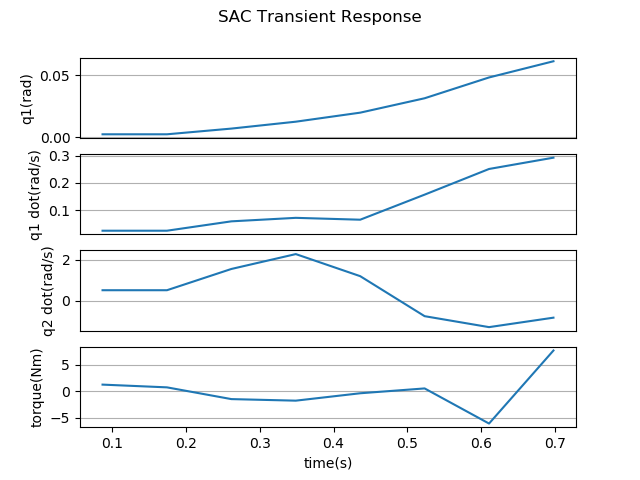 SAC Transient Response
q1(rad)
0.05
0.00
q1 dot(rad/s)
0.3
0.2
0.1
q2 dot(rad/s)
2
0
torque(Nm)
5
0
−5
0.1 0.2 0.3 0.4 0.5 0.6 0.7
time(s)